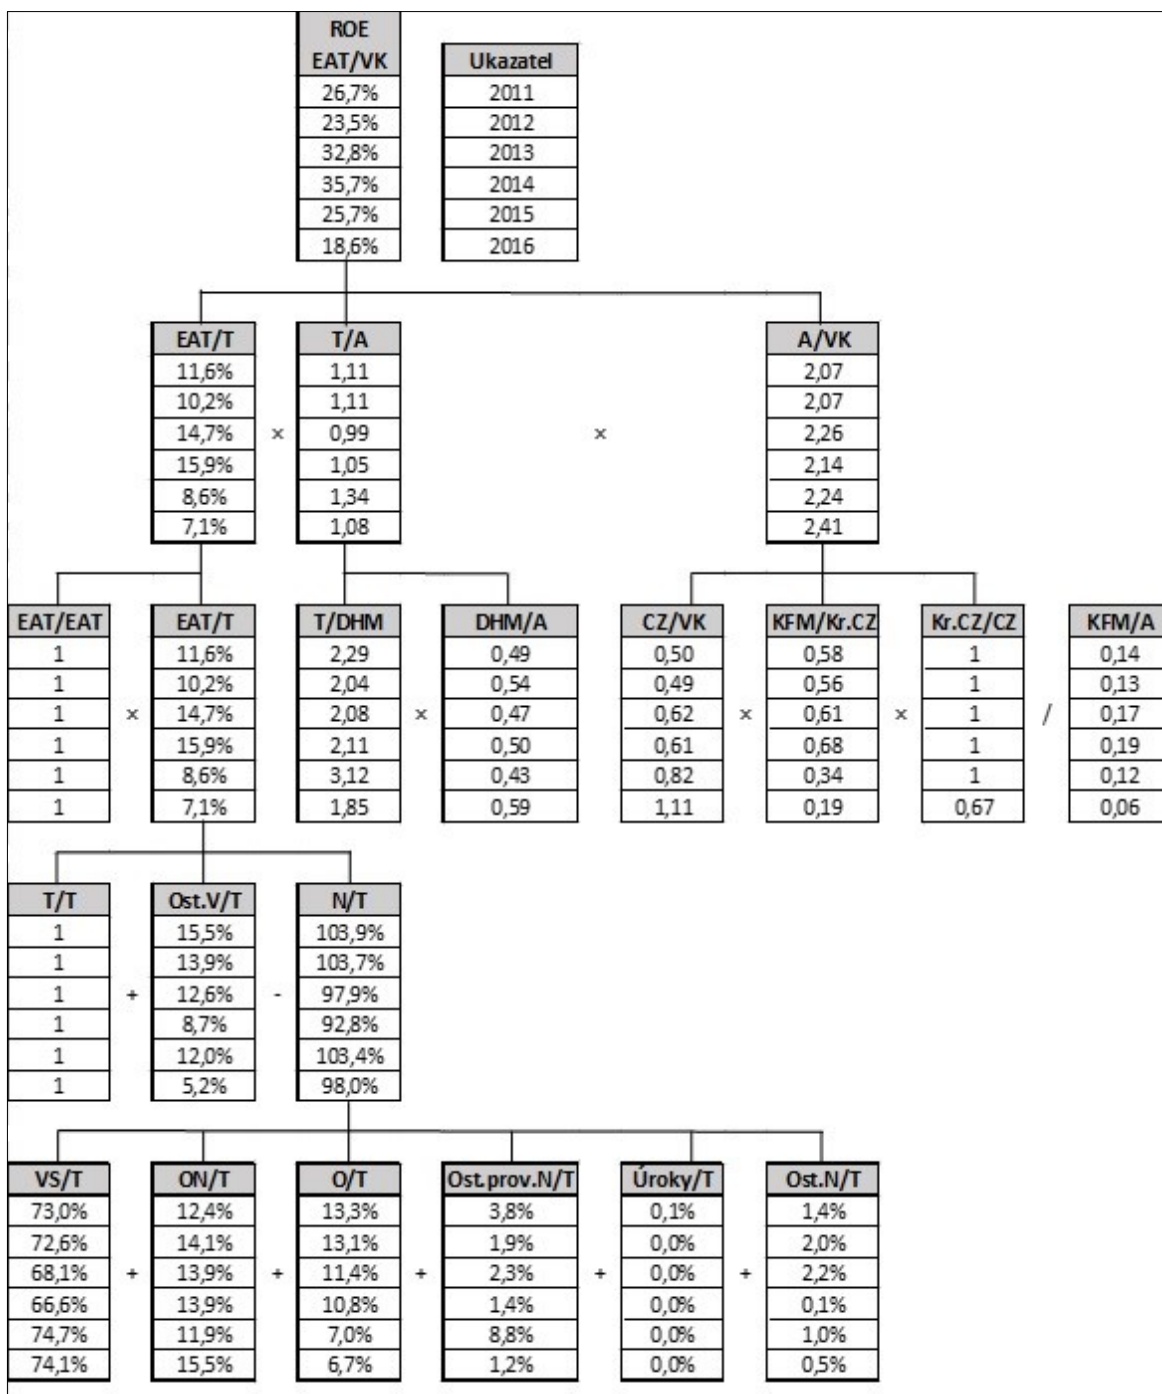 ROE
EAT/VK Ukazatel
26,7% 2011
23,5% 2012
32,8% 2013
35,7% 2014
25,7% 2015
18,6% 2016
EAT/T T/A A/VK
11,6% 1,11 2,07
10,2% 1,11 2,07
14,7% × 0,99 × 2,26
15,9% 1,05 2,14
8,6% 1,34 2,24
7,1% 1,08 2,41
EAT/EAT EAT/T T/DHM DHM/A CZ/VK KFM/Kr.CZ Kr.CZ/CZ KFM/A
1 11,6% 2,29 0,49 0,50 0,58 1 0,14
1 10,2% 2,04 0,54 0,49 0,56 1 0,13
1 × 14,7% 2,08 × 0,47 0,62 × 0,61 × 1 / 0,17
1 15,9% 2,11 0,50 0,61 0,68 1 0,19
1 8,6% 3,12 0,43 0,82 0,34 1 0,12
1 7,1% 1,85 0,59 1,11 0,19 0,67 0,06
T/T Ost.V/T N/T
1 15,5% 103,9%
1 13,9% 103,7%
1 + 12,6% - 97,9%
1 8,7% 92,8%
1 12,0% 103,4%
1 5,2% 98,0%
VS/T ON/T O/T Ost.prov.N/T Úroky/T Ost.N/T
73,0% 12,4% 13,3% 3,8% 0,1% 1,4%
72,6% 14,1% 13,1% 1,9% 0,0% 2,0%
68,1% + 13,9% + 11,4% + 2,3% + 0,0% + 2,2%
66,6% 13,9% 10,8% 1,4% 0,0% 0,1%
74,7% 11,9% 7,0% 8,8% 0,0% 1,0%
74,1% 15,5% 6,7% 1,2% 0,0% 0,5%